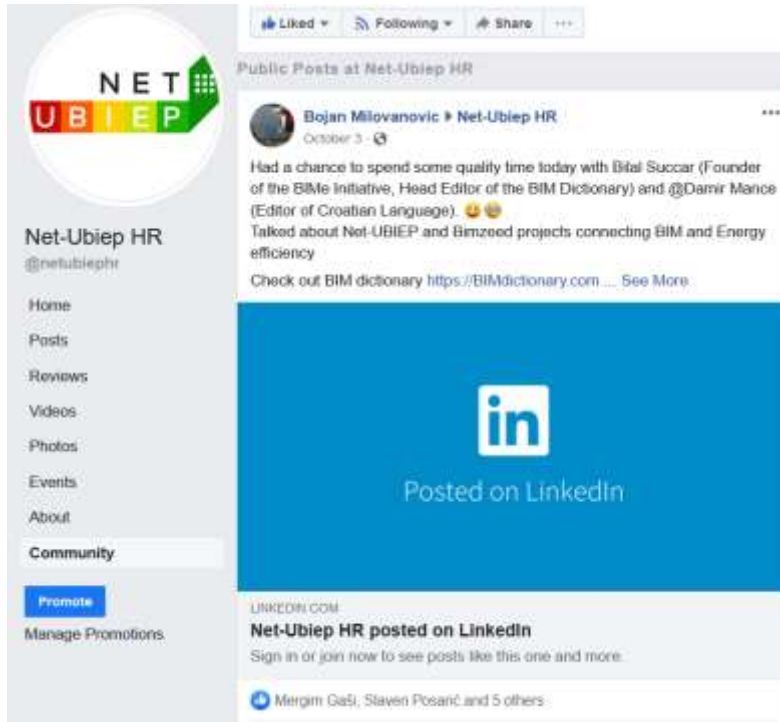 Liked
Following
Share
NET
UBIEP
Net-Ubiep HR
@netubiephr
Home
Posts
Reviews
Videos
Photos
Events
About
Community
Promote
Manage Promotions
Public Posts at Net-Ubiep HR
Bojan Milovanovic ▸ Net-Ubiep HR
October 3 ·
Had a chance to spend some quality time today with Bilal Succar (Founder
of the BIMe Initiative, Head Editor of the BIM Dictionary) and @Damir Mance
(Editor of Croatian Language). 😃😊
Talked about Net-UBIEP and Bimzeed projects connecting BIM and Energy
efficiency
Check out BIM dictionary https://BIMdictionary.com ... See More
in
Posted on LinkedIn
LINKEDIN.COM
Net-Ubiep HR posted on LinkedIn
Sign in or join now to see posts like this one and more.
Mergim Gaši, Slaven Posarić and 5 others